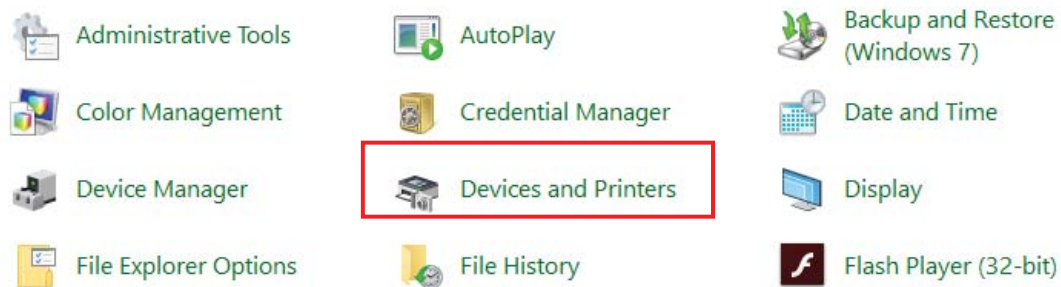 Administrative Tools
AutoPlay
Backup and Restore
(Windows 7)
Color Management
Credential Manager
Date and Time
Device Manager
Devices and Printers
Display
File Explorer Options
File History
Flash Player (32-bit)